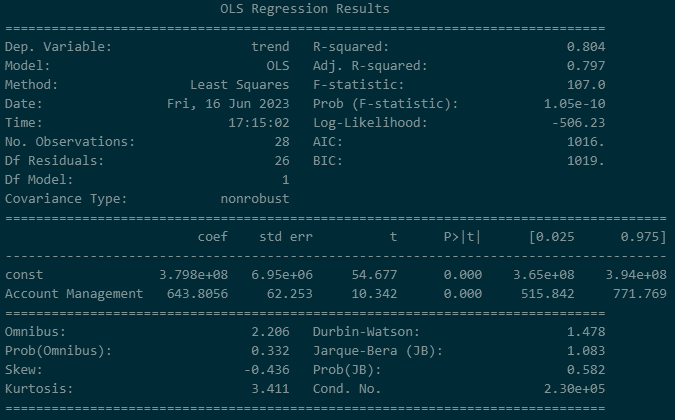 OLS Regression Results
==============================================================================
Dep. Variable: trend R-squared: 0.804
Model: OLS Adj. R-squared: 0.797
Method: Least Squares F-statistic: 107.0
Date: Fri, 16 Jun 2023 Prob (F-statistic): 1.05e-10
Time: 17:15:02 Log-Likelihood: -506.23
No. Observations: 28 AIC: 1016.
Df Residuals: 26 BIC: 1019.
Df Model: 1
Covariance Type: nonrobust
======================================================================================
coef std err t P>|t| [0.025 0.975]
--------------------------------------------------------------------------------------
const 3.798e+08 6.95e+06 54.677 0.000 3.65e+08 3.94e+08
Account Management 643.8056 62.253 10.342 0.000 515.842 771.769
==============================================================================
Omnibus: 2.206 Durbin-Watson: 1.478
Prob(Omnibus): 0.332 Jarque-Bera (JB): 1.083
Skew: -0.436 Prob(JB): 0.582
Kurtosis: 3.411 Cond. No. 2.30e+05
==============================================================================